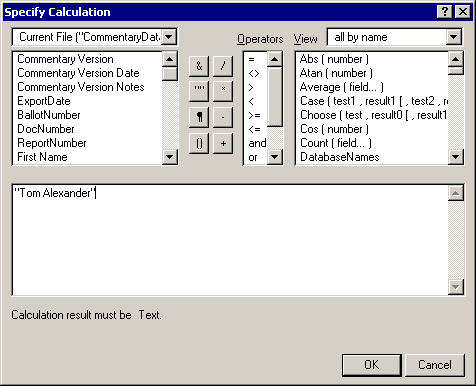 Specify Calculation
Current File ("CommentaryDat
Operators
View
all by name
Commentary Version
Commentary Version Date
Commentary Version Notes
ExportDate
BallotNumber
DocNumber
ReportNumber
First Name
& /
"" *
¶ -
() +
=
<>
>
<
>=
<=
and
or
Abs ( number )
Atan ( number )
Average ( field... )
Case ( test1 , result1 [ , test2 , re
Choose ( test , result0 [ , result1
Cos ( number )
Count ( field... )
DatabaseNames
"Tom Alexander"
Calculation result must be Text.
OK
Cancel